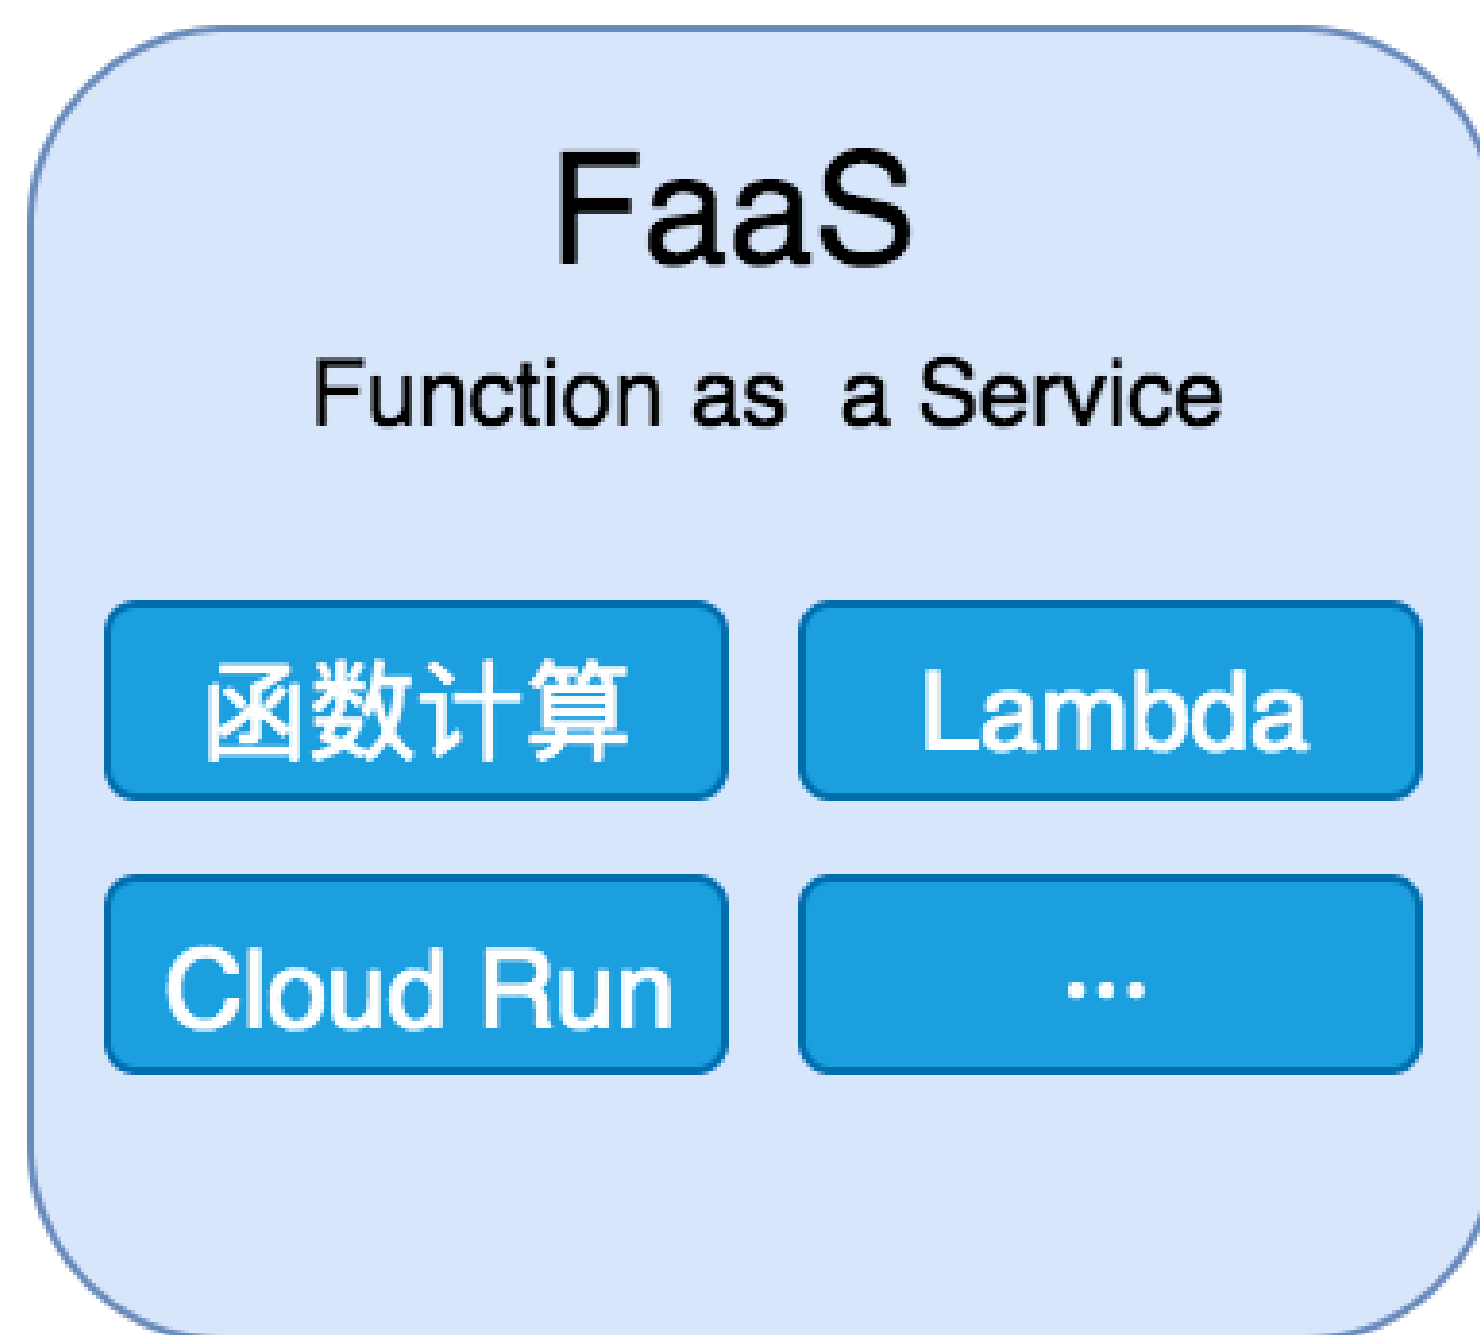 FaaS
Function as  a Service
函数计算
Lambda
Cloud Run
...